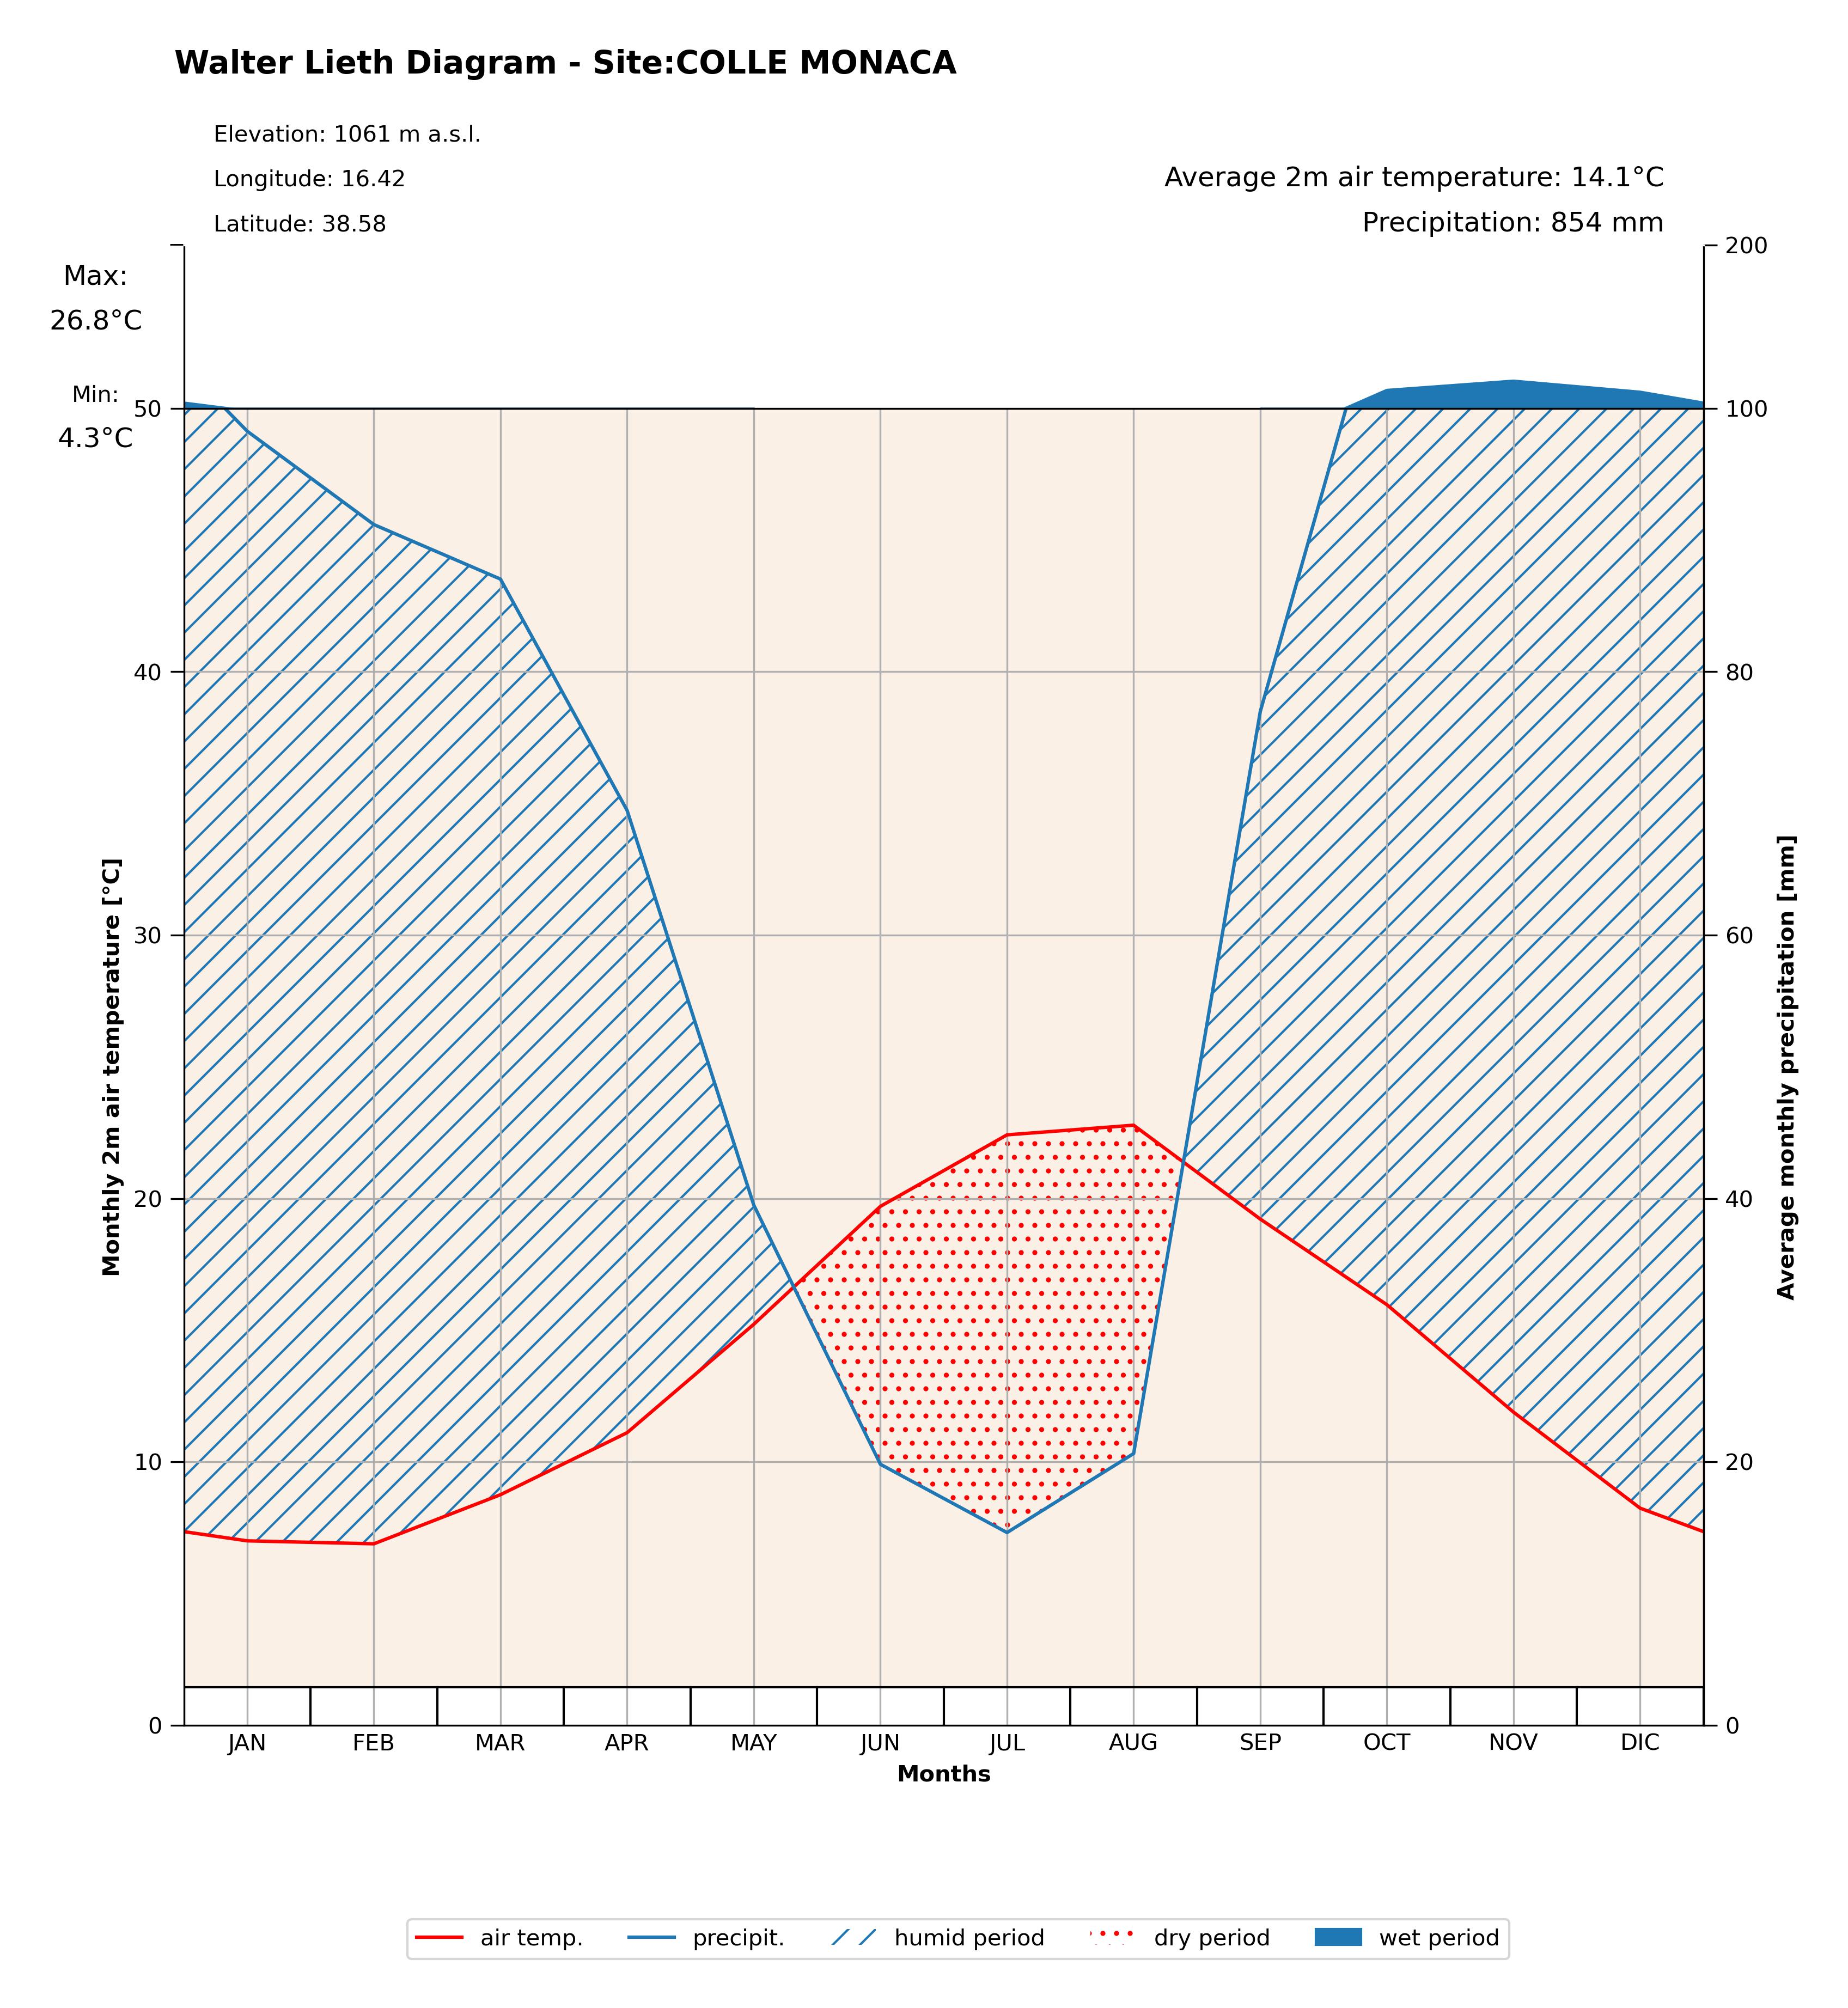 Walter Lieth Diagram - Site:COLLE MONACA
Elevation: 1061 m a.s.l.
Longitude: 16.42
Latitude: 38.58
Average 2m air temperature: 14.1°C
Precipitation: 854 mm
Max:
26.8°C
Min:
4.3°C
50
40
30
20
10
0
200
100
80
60
40
20
0
Monthly 2m air temperature [°C]
Average monthly precipitation [mm]
JAN FEB MAR APR MAY JUN JUL AUG SEP OCT NOV DIC
Months
air temp. precipit. humid period dry period wet period